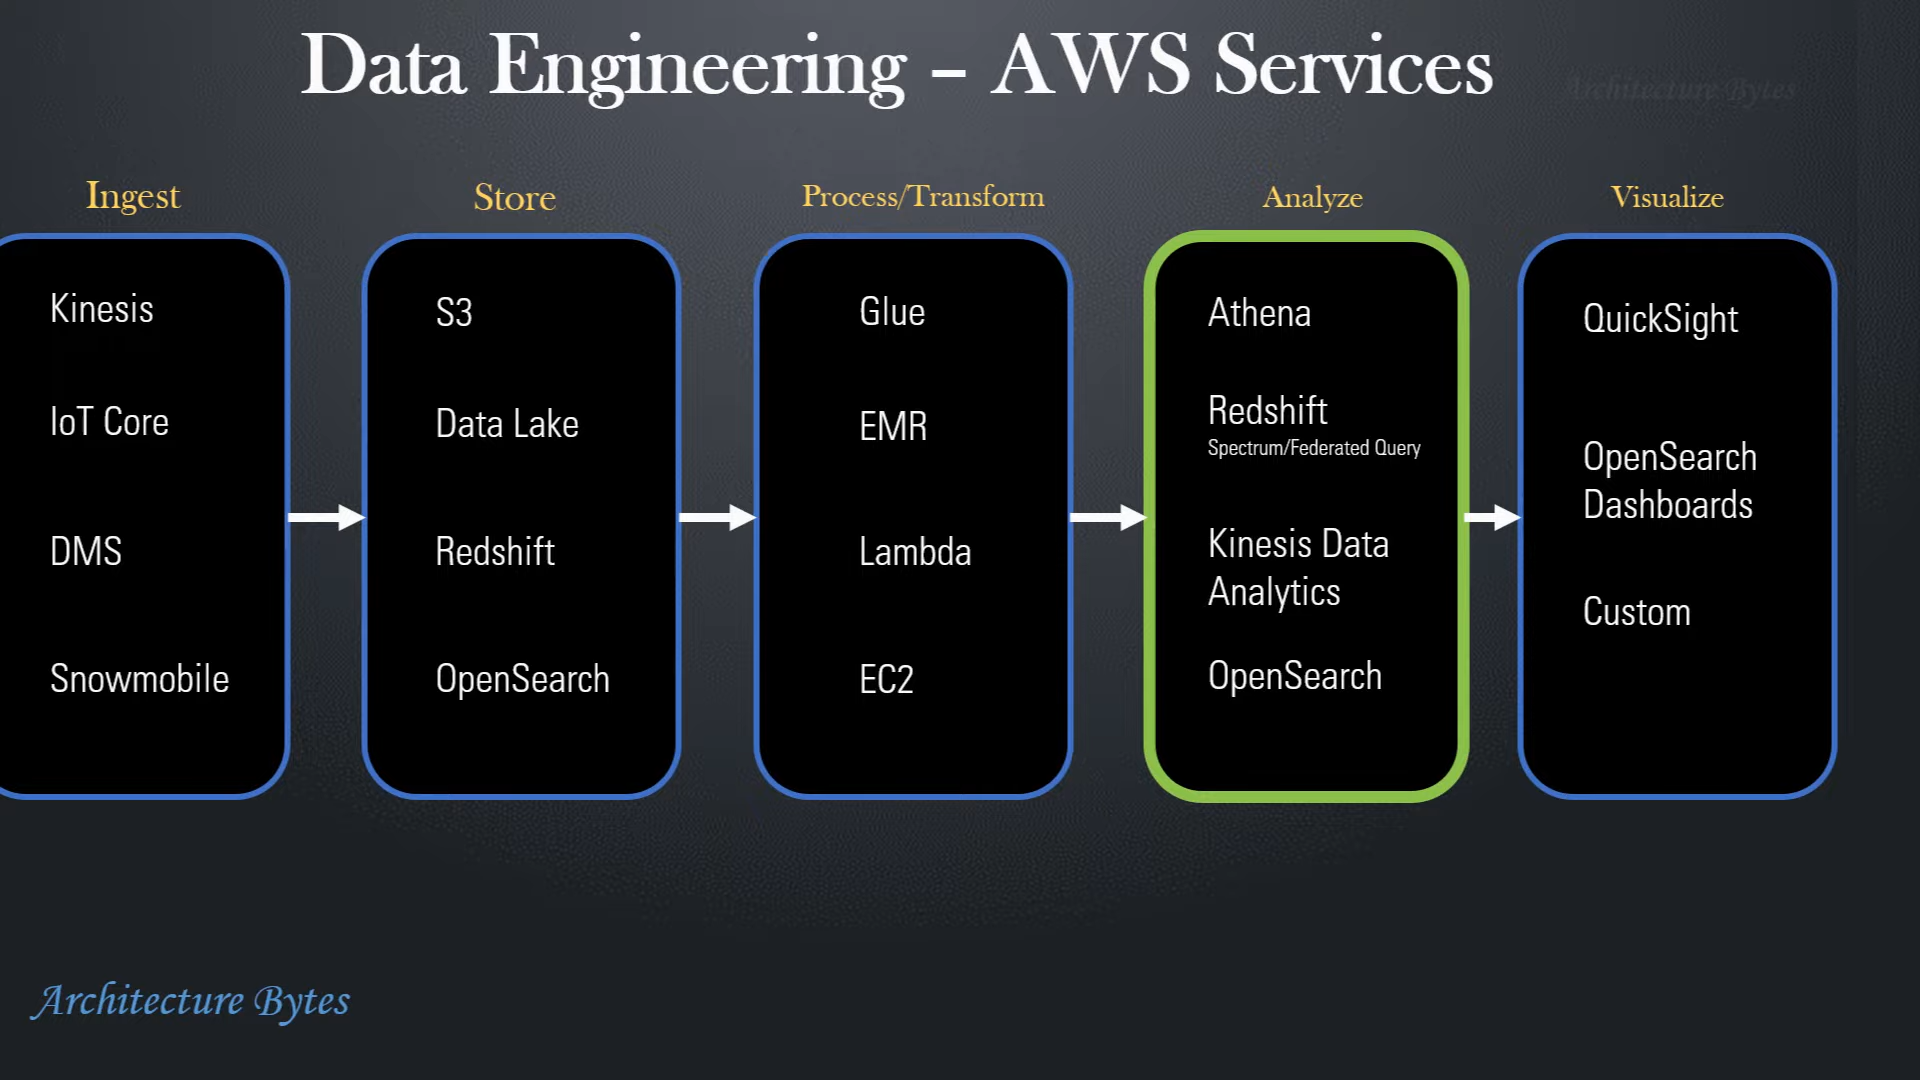 Data Engineering – AWS Services
Architecture Bytes
Ingest
Kinesis
IoT Core
DMS
Snowmobile
Store
S3
Data Lake
Redshift
OpenSearch
Process/Transform
Glue
EMR
Lambda
EC2
Analyze
Athena
Redshift
Spectrum/Federated Query
Kinesis Data
Analytics
OpenSearch
Visualize
QuickSight
OpenSearch
Dashboards
Custom
Architecture Bytes